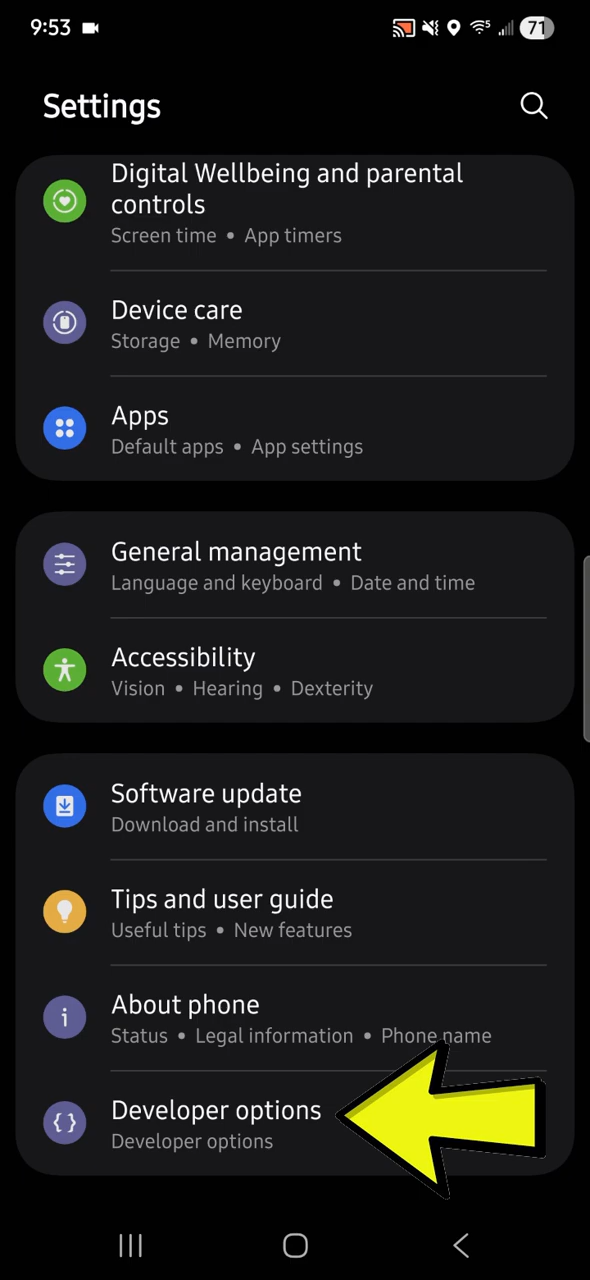 9:53
71
Settings
Digital Wellbeing and parental
controls
Screen time • App timers
Device care
Storage • Memory
Apps
Default apps • App settings
General management
Language and keyboard • Date and time
Accessibility
Vision • Hearing • Dexterity
Software update
Download and install
Tips and user guide
Useful tips • New features
About phone
Status • Legal information • Phone name
Developer options
Developer options